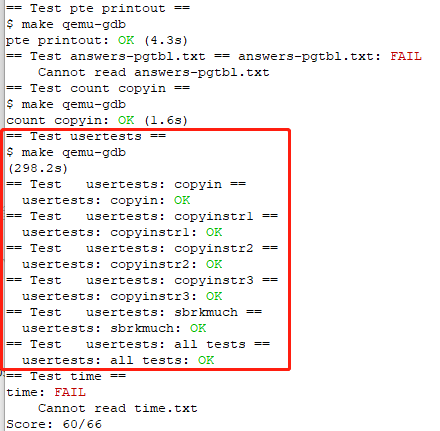 == Test pte printout ==
$ make qemu-gdb
pte printout: OK (4.3s)
== Test answers-pgtbl.txt == answers-pgtbl.txt: FAIL
    Cannot read answers-pgtbl.txt
== Test count copyin ==
$ make qemu-gdb
count copyin: OK (1.6s)
== Test usertests ==
$ make qemu-gdb
(298.2s)
== Test   usertests: copyin ==
  usertests: copyin: OK
== Test   usertests: copyinstr1 ==
  usertests: copyinstr1: OK
== Test   usertests: copyinstr2 ==
  usertests: copyinstr2: OK
== Test   usertests: copyinstr3 ==
  usertests: copyinstr3: OK
== Test   usertests: sbrkmuch ==
  usertests: sbrkmuch: OK
== Test   usertests: all tests ==
  usertests: all tests: OK
== Test time ==
time: FAIL
    Cannot read time.txt
Score: 60/66